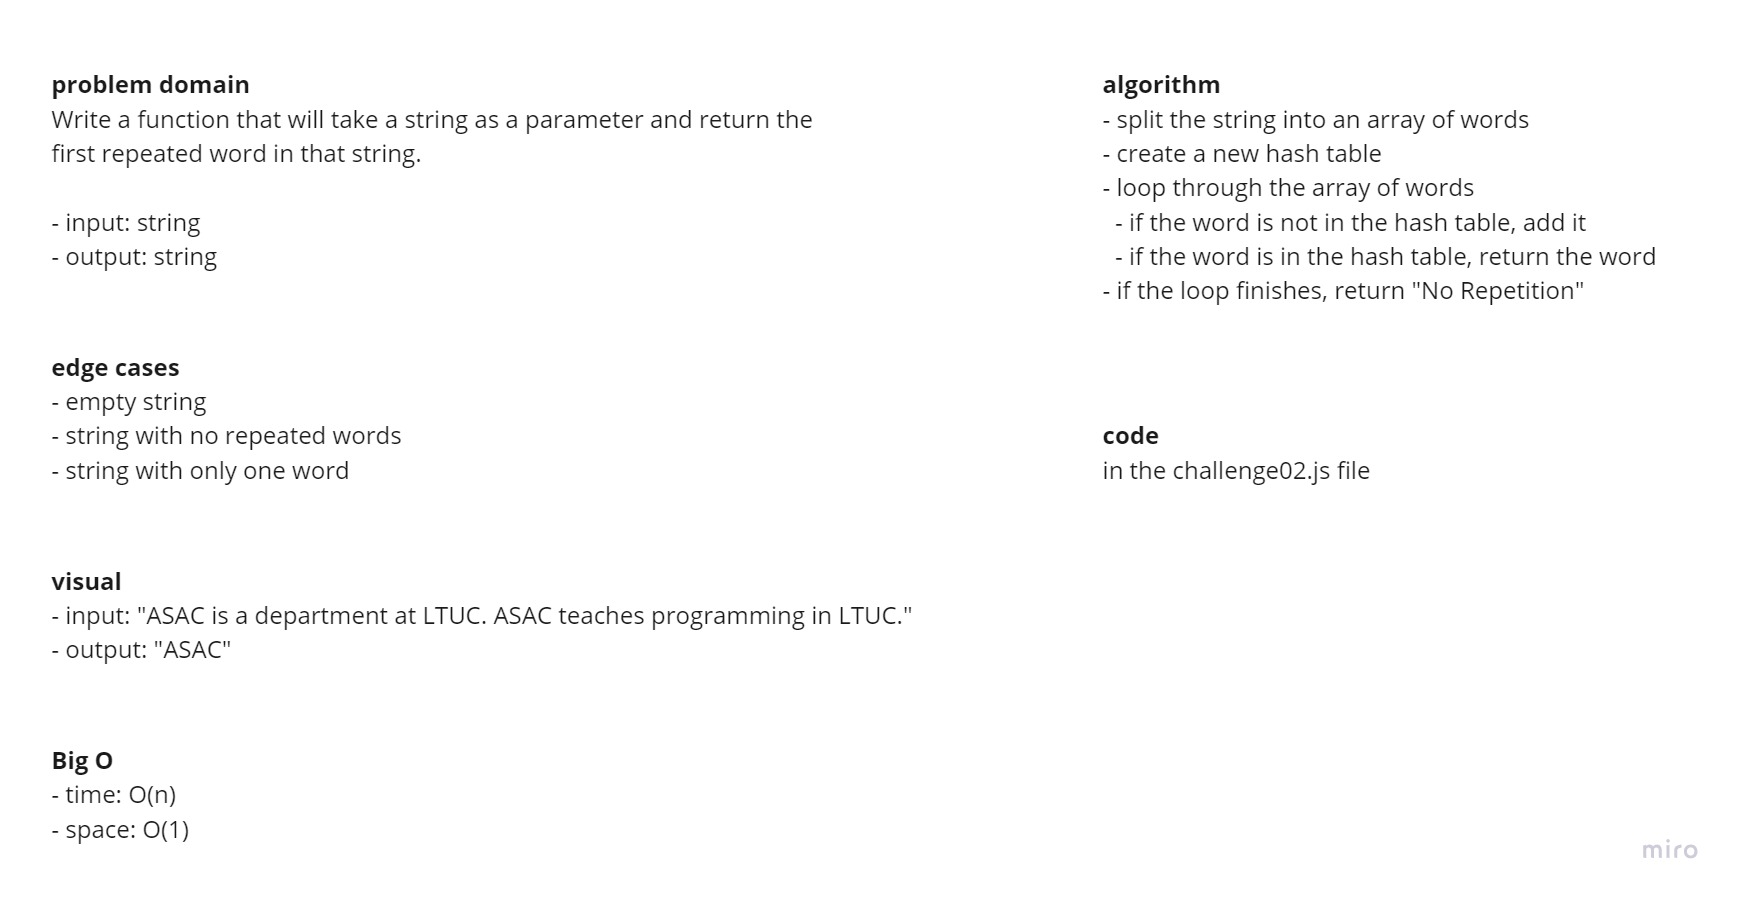 problem domain
Write a function that will take a string as a parameter and return the
first repeated word in that string.
- input: string
- output: string
edge cases
- empty string
- string with no repeated words
- string with only one word
visual
- input: "ASAC is a department at LTUC. ASAC teaches programming in LTUC."
- output: "ASAC"
Big O
- time: O(n)
- space: O(1)
algorithm
- split the string into an array of words
- create a new hash table
- loop through the array of words
- if the word is not in the hash table, add it
- if the word is in the hash table, return the word
- if the loop finishes, return "No Repetition"
code
in the challenge02.js file
miro